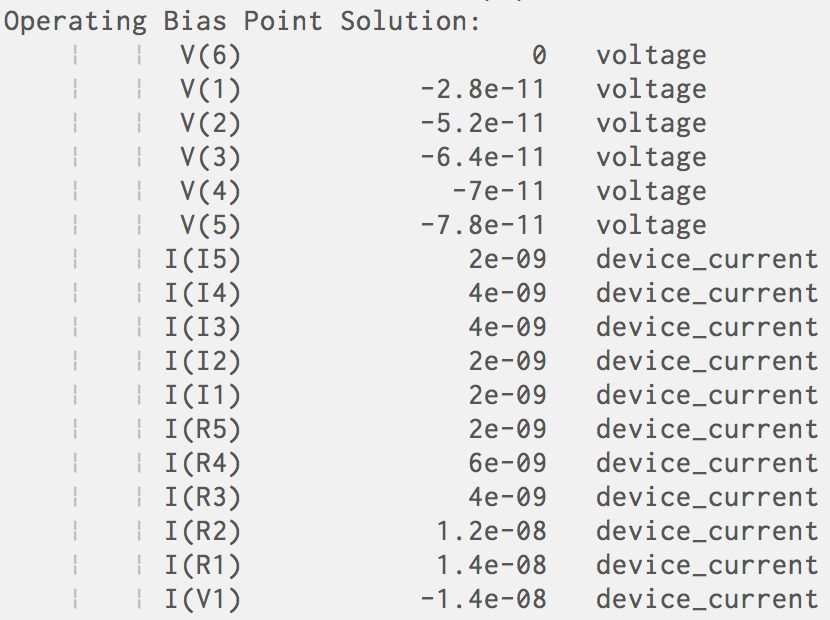 Operating Bias Point Solution:
V(6) 0 voltage
V(1) -2.8e-11 voltage
V(2) -5.2e-11 voltage
V(3) -6.4e-11 voltage
V(4) -7e-11 voltage
V(5) -7.8e-11 voltage
I(I5) 2e-09 device_current
I(I4) 4e-09 device_current
I(I3) 4e-09 device_current
I(I2) 2e-09 device_current
I(I1) 2e-09 device_current
I(R5) 2e-09 device_current
I(R4) 6e-09 device_current
I(R3) 4e-09 device_current
I(R2) 1.2e-08 device_current
I(R1) 1.4e-08 device_current
I(V1) -1.4e-08 device_current